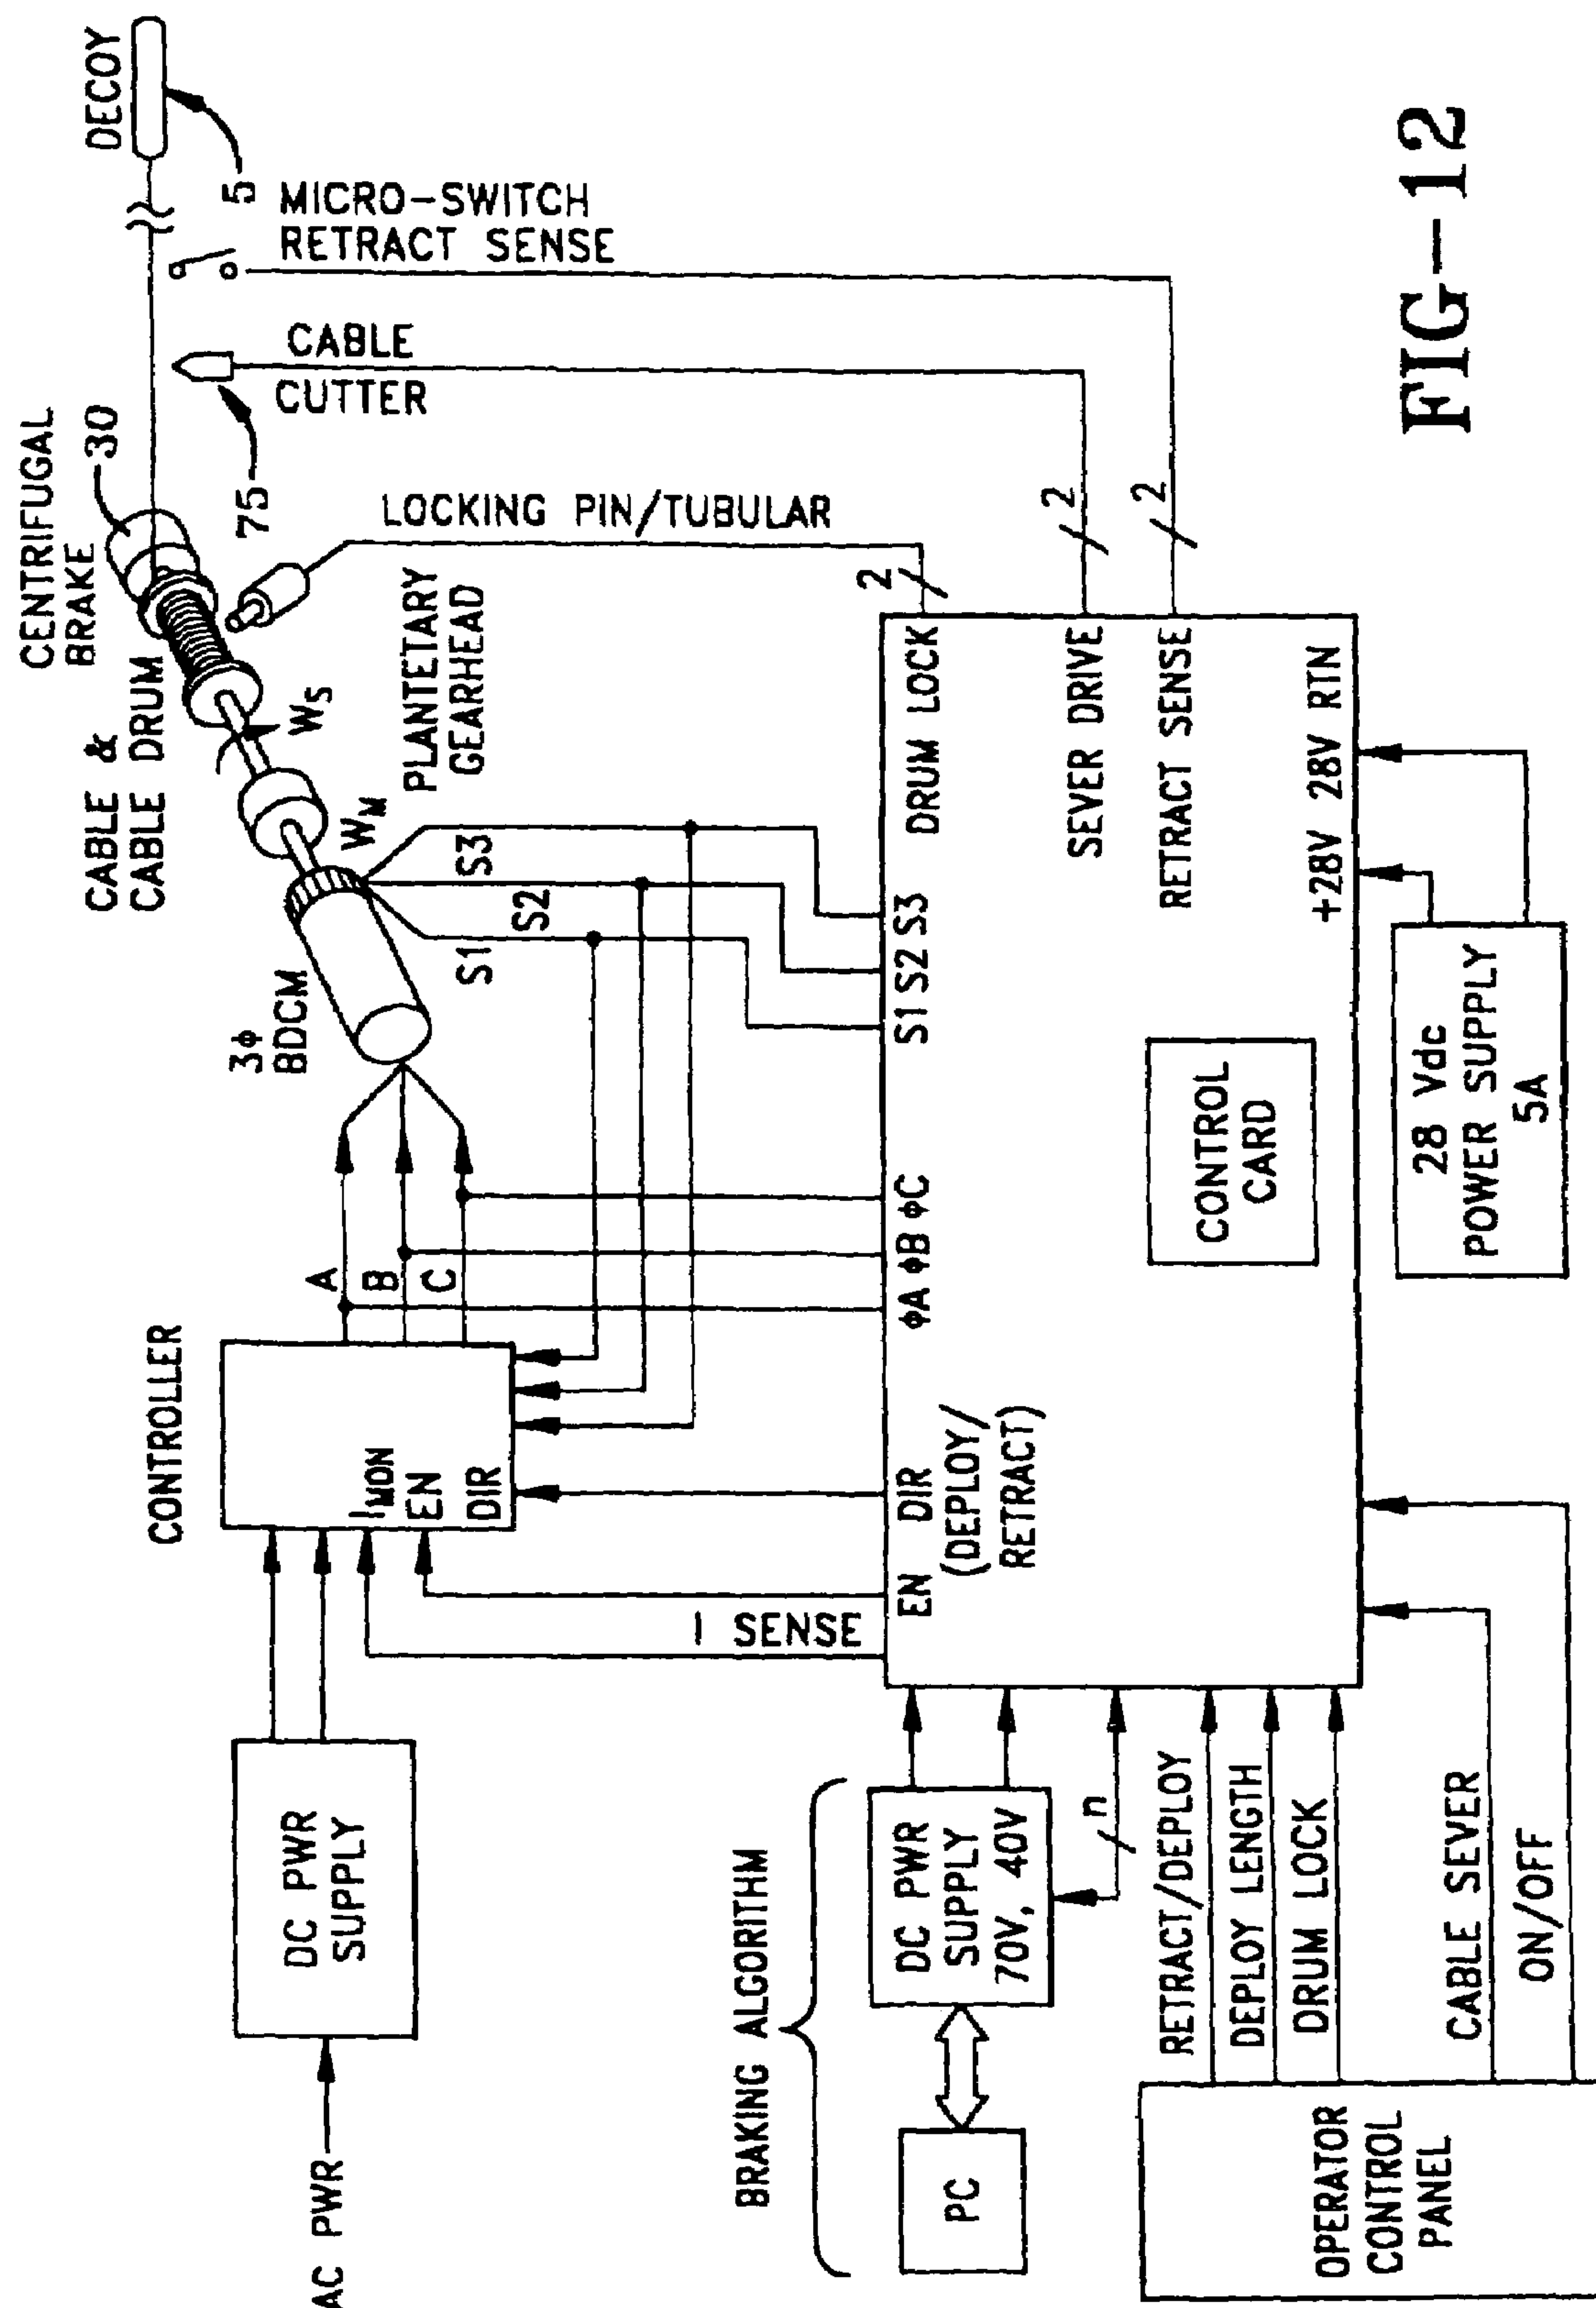 CENTRIFUGAL
BRAKE
30
CABLE &
CABLE DRUM
DECOY
5
MICRO-SWITCH
RETRACT SENSE
CABLE
CUTTER
75
LOCKING PIN/TUBULAR
PLANTETARY
GEARHEAD
WS
WM
3ϕ
BDCM
S1
S2
S3
CONTROLLER
A
B
C
IMON
EN
DIR
AC PWR
DC PWR
SUPPLY
I SENSE
EN
DIR
(DEPLOY/
RETRACT)
ϕA ϕB ϕC
S1 S2 S3
DRUM LOCK
2
SEVER DRIVE
2
RETRACT SENSE
2
CONTROL
CARD
+28V 28V RTN
28 Vdc
POWER SUPPLY
5A
BRAKING ALGORITHM
PC
DC PWR
SUPPLY
70V, 40V
n
RETRACT/DEPLOY
DEPLOY LENGTH
DRUM LOCK
CABLE SEVER
ON/OFF
OPERATOR
CONTROL
PANEL
FIG-12